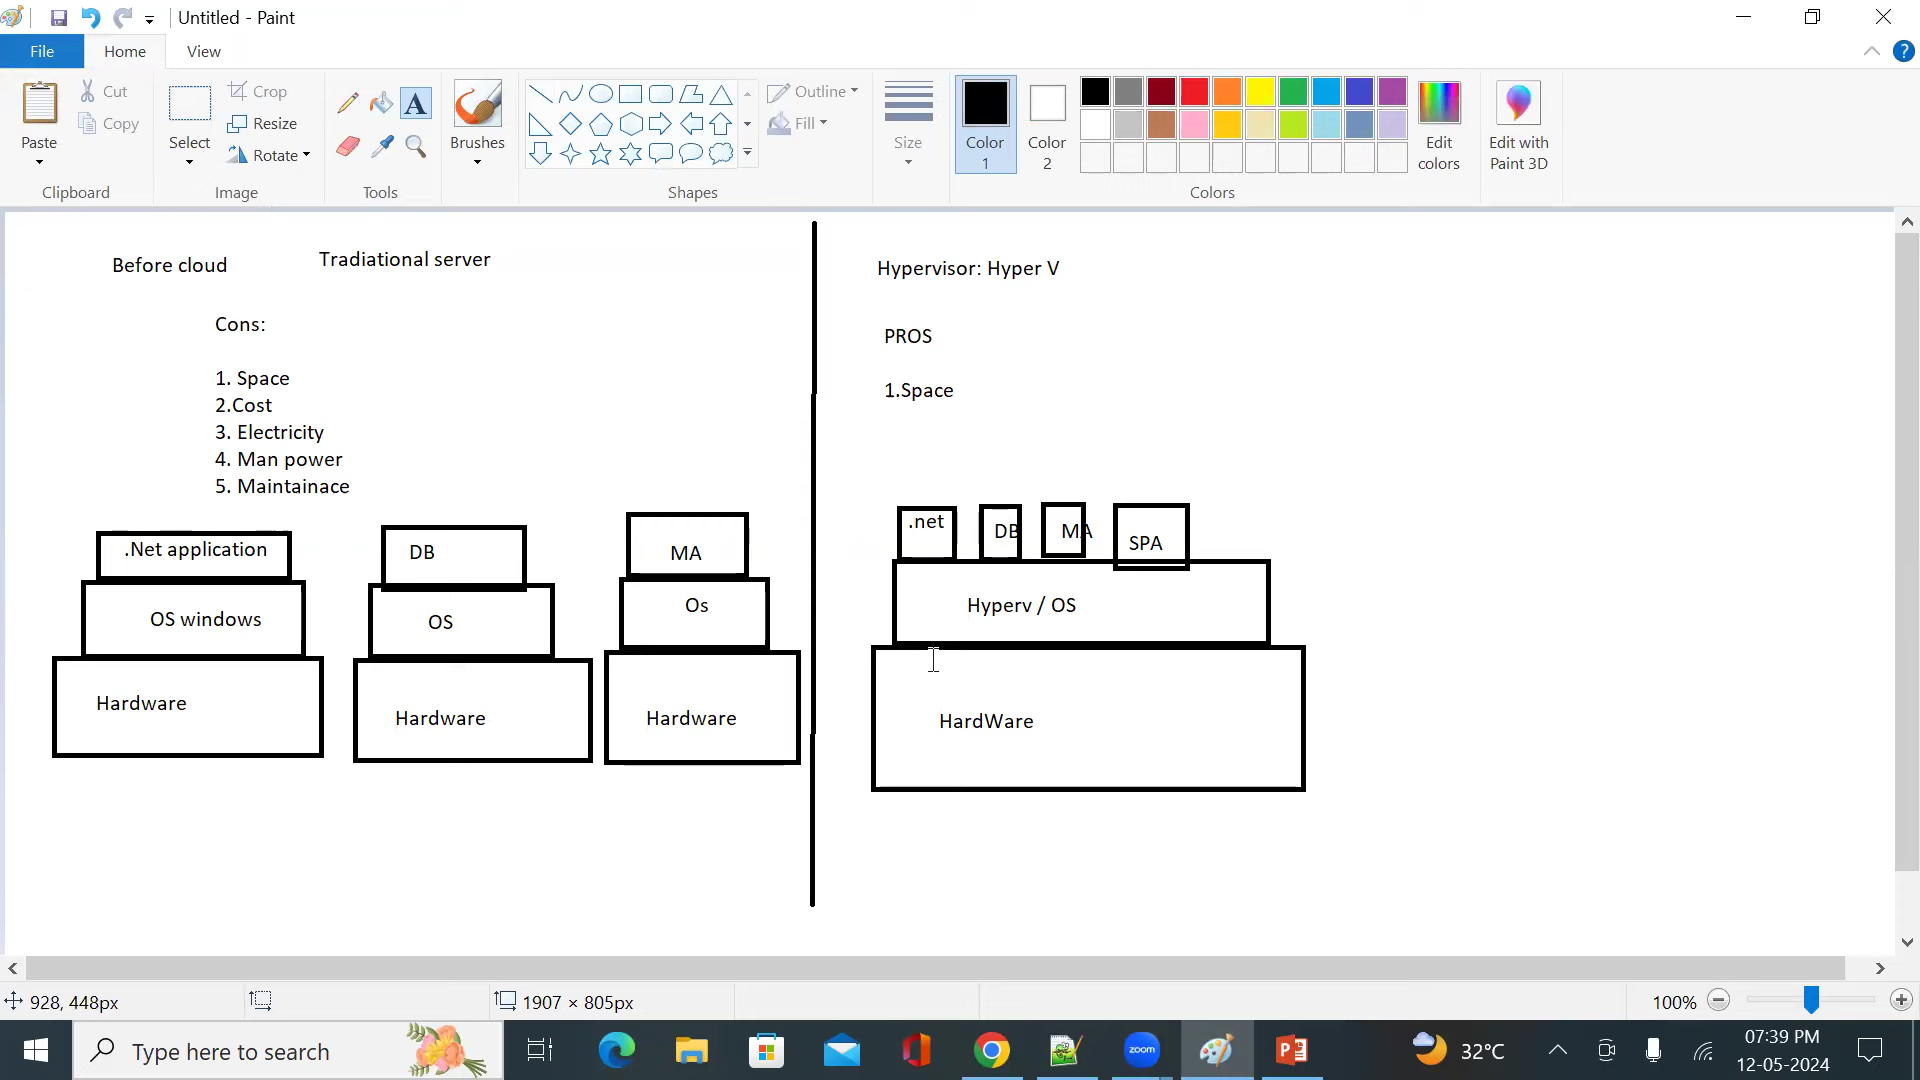 Untitled - Paint
File
Home
View
Paste
Cut
Copy
Clipboard
Select
Crop
Resize
Rotate
Image
A
Tools
Brushes
Shapes
Outline
Fill
Size
Color 1
Color 2
Colors
Edit colors
Edit with Paint 3D
Before cloud
Tradiational server
Cons:
1. Space
2.Cost
3. Electricity
4. Man power
5. Maintainace
.Net application
OS windows
Hardware
DB
OS
Hardware
MA
Os
Hardware
Hypervisor: Hyper V
PROS
1.Space
.net
DB
MA
SPA
Hyperv / OS
HardWare
928, 448px
1907 × 805px
100%
Type here to search
zoom
32°C
07:39 PM
12-05-2024